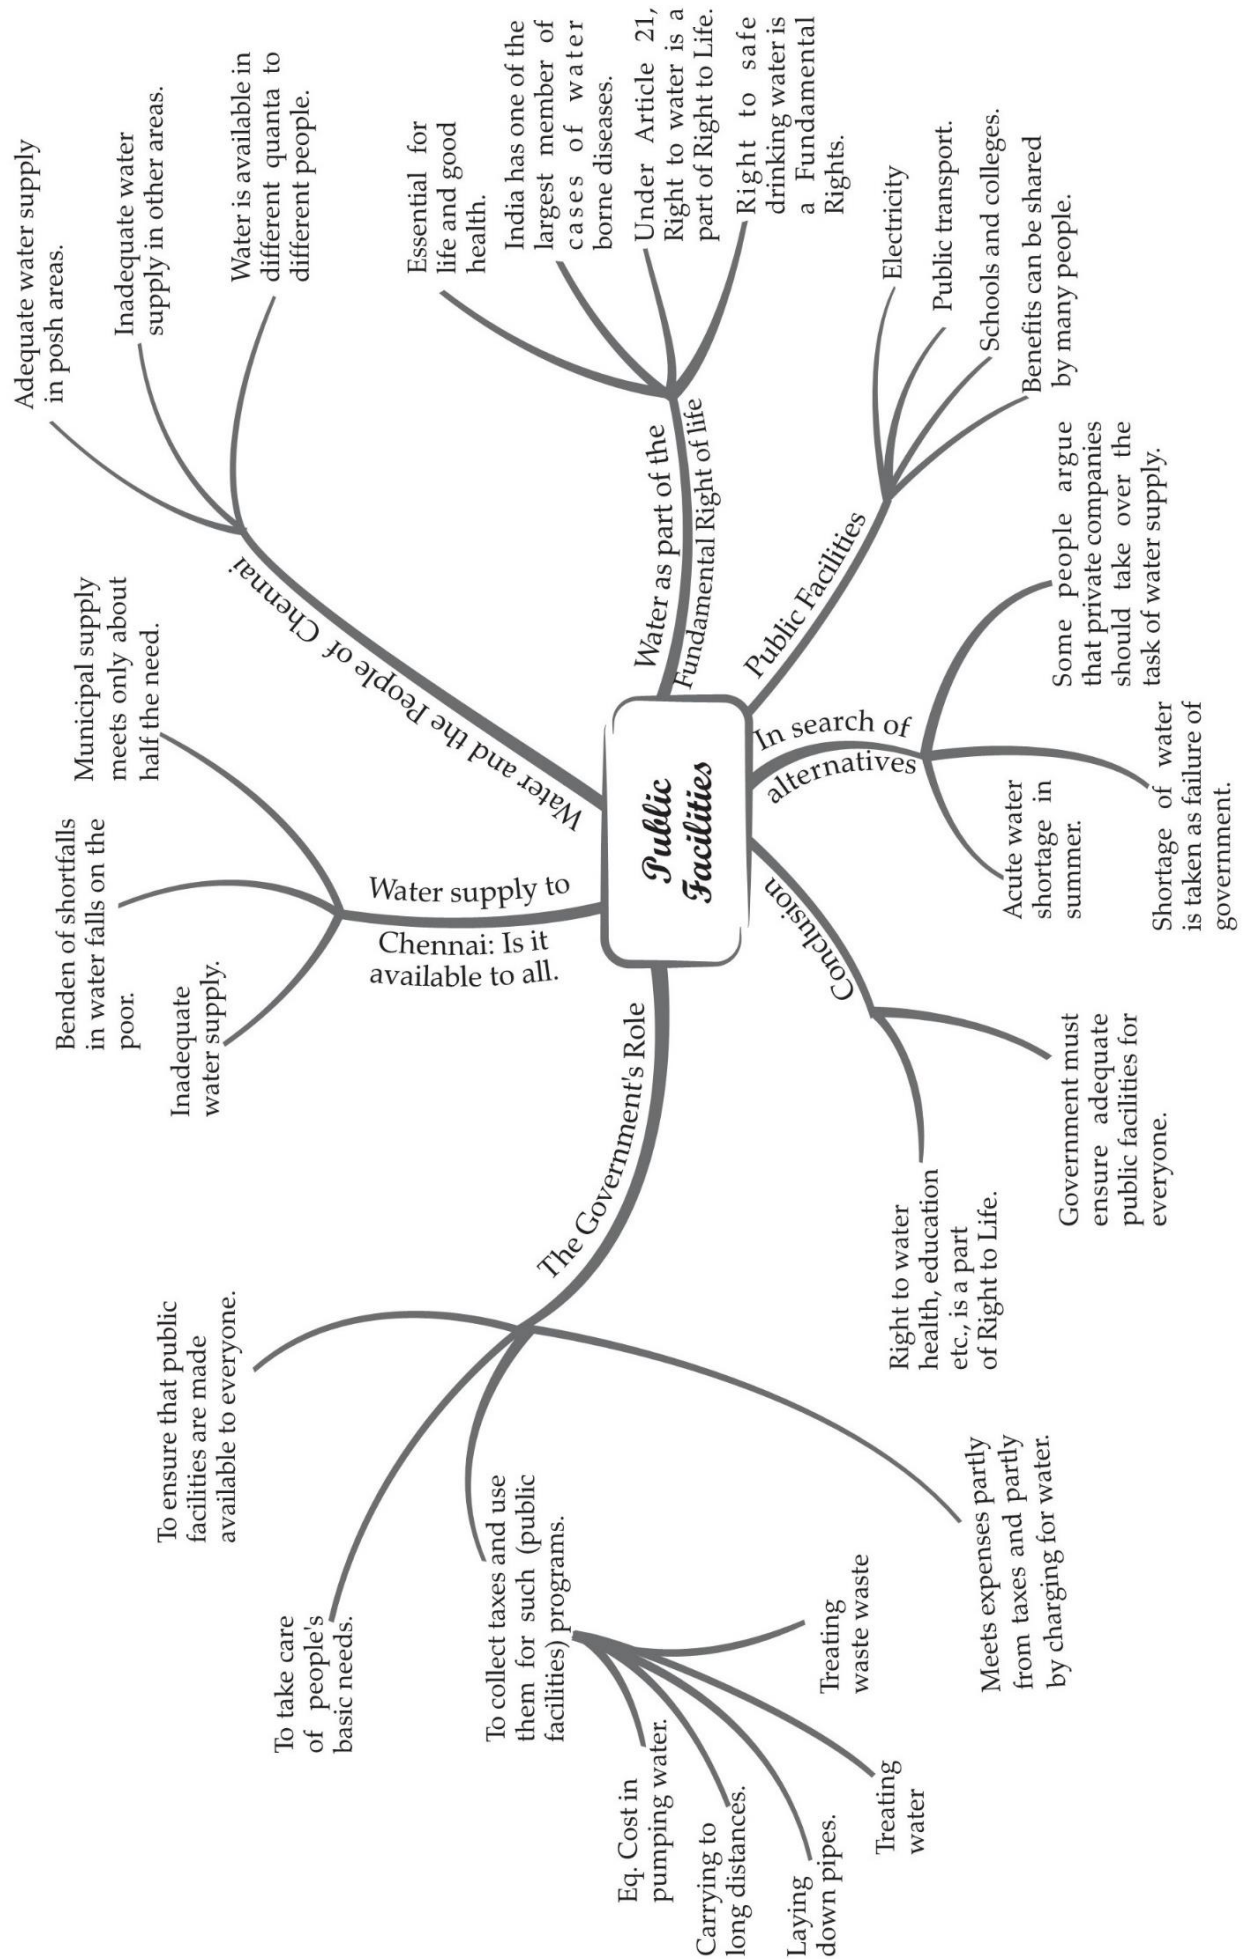 Public
Facilities
Water and the People of Chennai
Adequate water supply
in posh areas.
Inadequate water
supply in other areas.
Water is available in
different quanta to
different people.
Water as part of the
Fundamental Right of life
Essential for
life and good
health.
India has one of the
largest member of
cases of water
borne diseases.
Under Article 21,
Right to water is a
part of Right to Life.
Right to safe
drinking water is
a Fundamental
Rights.
Public Facilities
Electricity
Public transport.
Schools and colleges.
Benefits can be shared
by many people.
In search of
alternatives
Some people argue
that private companies
should take over the
task of water supply.
Shortage of water
is taken as failure of
government.
Acute water
shortage in
summer.
Conclusion
Government must
ensure adequate
public facilities for
everyone.
Right to water
health, education
etc., is a part
of Right to Life.
The Government's Role
To ensure that public
facilities are made
available to everyone.
To take care
of people's
basic needs.
To collect taxes and use
them for such (public
facilities) programs.
Eq. Cost in
pumping water.
Carrying to
long distances.
Laying
down pipes.
Treating
water
Treating
waste waste
Meets expenses partly
from taxes and partly
by charging for water.
Water supply to
Chennai: Is it
available to all.
Inadequate
water supply.
Benden of shortfalls
in water falls on the
poor.
Municipal supply
meets only about
half the need.